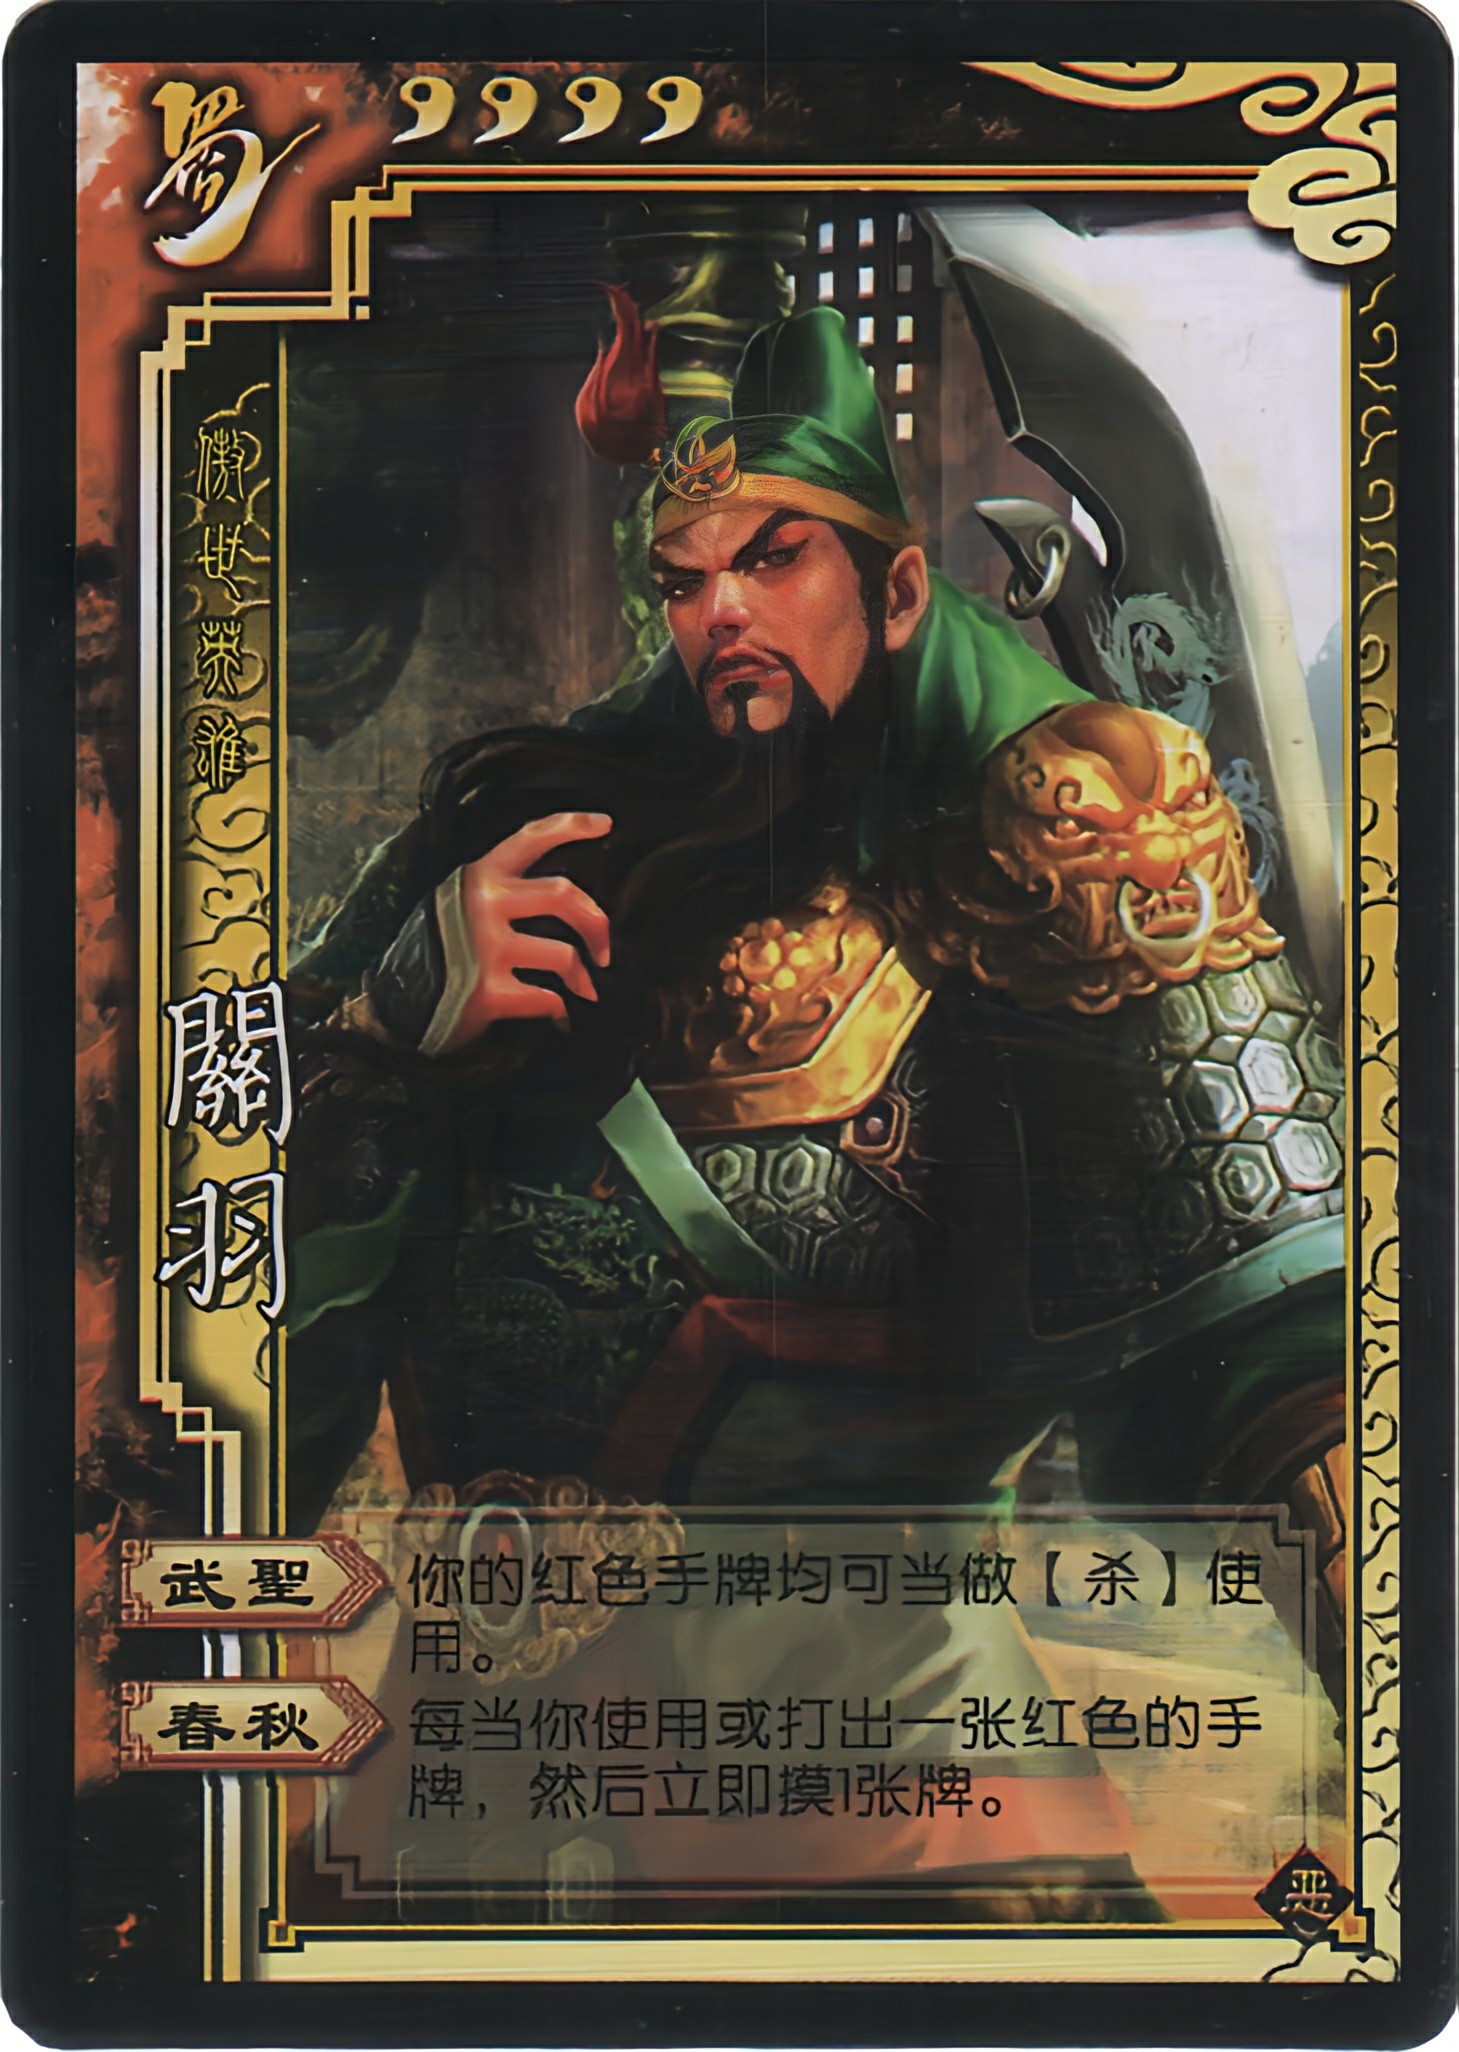 蜀
傲世英雄
關羽
武聖
你的红色手牌均可当做【杀】使
用。
春秋
每当你使用或打出一张红色的手
牌，然后立即摸1张牌。
恶